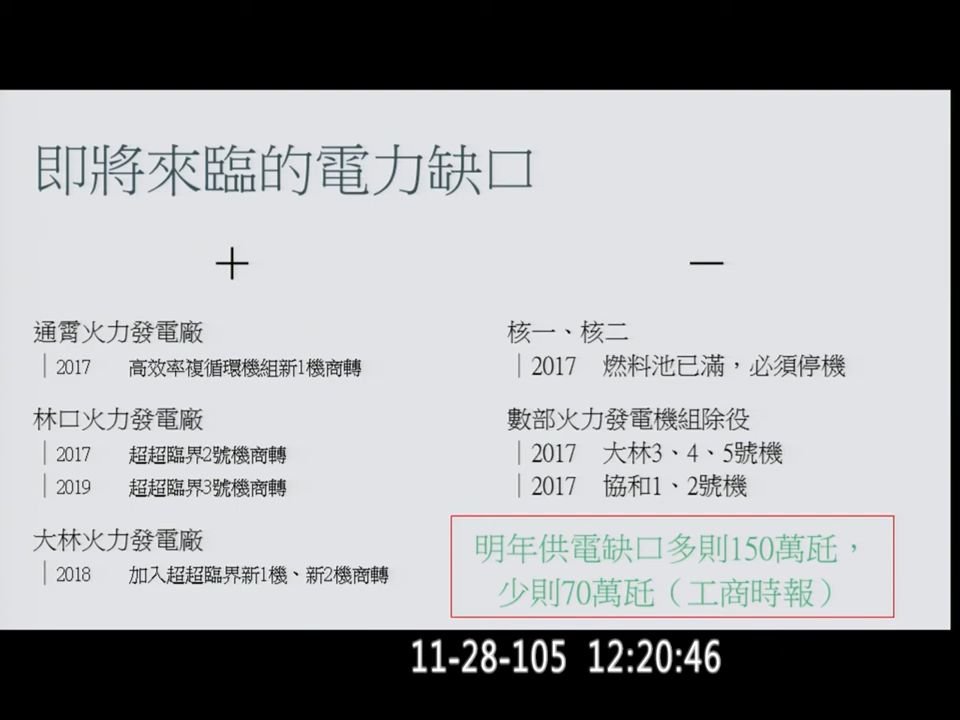 即將來臨的電力缺口
+
—
通霄火力發電廠
2017 高效率複循環機組新1機商轉
林口火力發電廠
2017 超超臨界2號機商轉
2019 超超臨界3號機商轉
大林火力發電廠
2018 加入超超臨界新1機、新2機商轉
核一、核二
2017 燃料池已滿，必須停機
數部火力發電機組除役
2017 大林3、4、5號機
2017 協和1、2號機
明年供電缺口多則150萬瓩，
少則70萬瓩（工商時報）
11-28-105 12:20:46